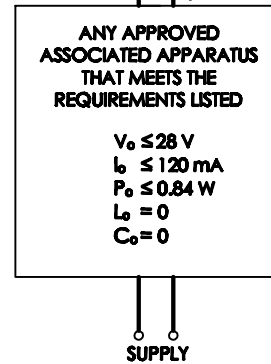 ANY APPROVED
ASSOCIATED APPARATUS
THAT MEETS THE
REQUIREMENTS LISTED
Vo ≤ 28 V
Io ≤ 120 mA
Po ≤ 0.84 W
Lo = 0
Co = 0
SUPPLY